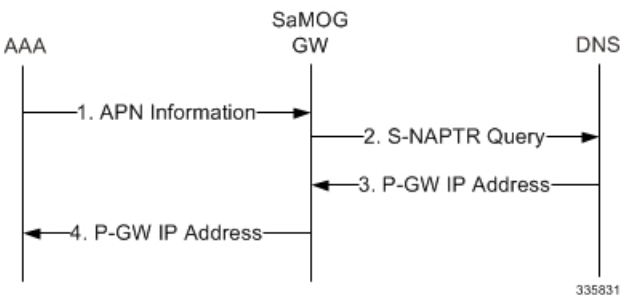 SaMOG
AAA GW DNS
1. APN Information
2. S-NAPTR Query
3. P-GW IP Address
4. P-GW IP Address
335831